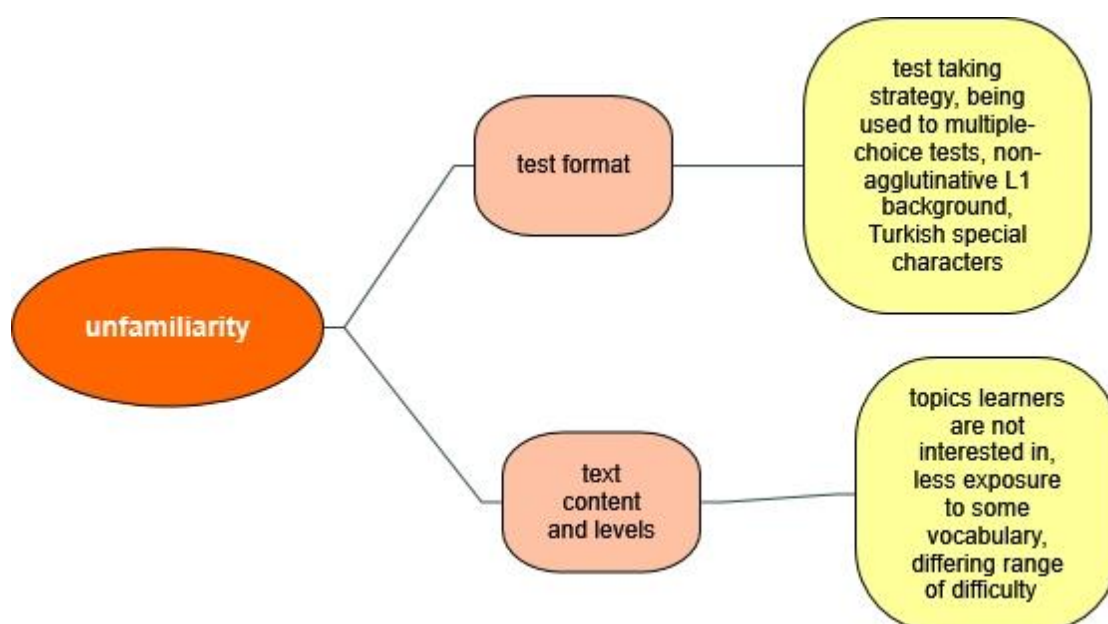 unfamiliarity
test format
test taking
strategy, being
used to multiple-
choice tests, non-
agglutinative L1
background,
Turkish special
characters
text
content
and levels
topics learners
are not
interested in,
less exposure
to some
vocabulary,
differing range
of difficulty